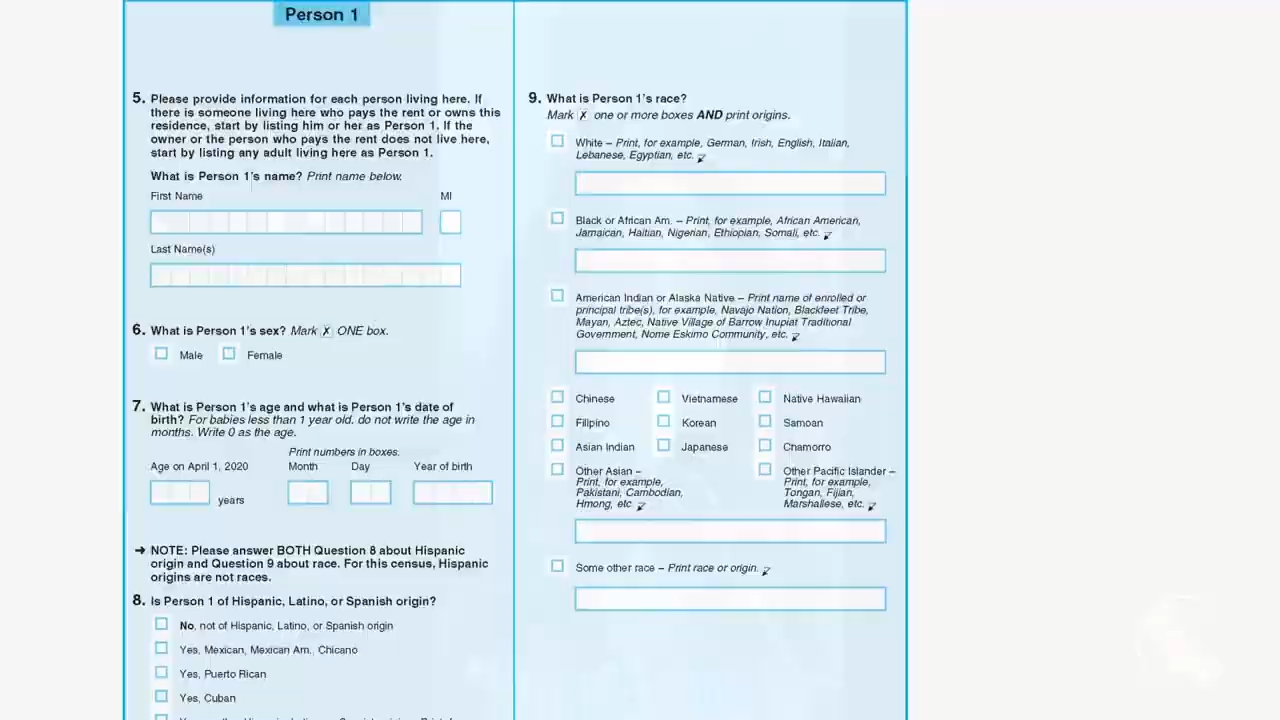 Person 1
5. Please provide information for each person living here. If
there is someone living here who pays the rent or owns this
residence, start by listing him or her as Person 1. If the
owner or the person who pays the rent does not live here,
start by listing any adult living here as Person 1.
What is Person 1's name? Print name below.
First Name MI
Last Name(s)
6. What is Person 1's sex? Mark ✗ ONE box.
Male Female
7. What is Person 1's age and what is Person 1's date of
birth? For babies less than 1 year old, do not write the age in
months. Write 0 as the age.
Print numbers in boxes.
Age on April 1, 2020 Month Day Year of birth
years
→ NOTE: Please answer BOTH Question 8 about Hispanic
origin and Question 9 about race. For this census, Hispanic
origins are not races.
8. Is Person 1 of Hispanic, Latino, or Spanish origin?
No, not of Hispanic, Latino, or Spanish origin
Yes, Mexican, Mexican Am., Chicano
Yes, Puerto Rican
Yes, Cuban
9. What is Person 1's race?
Mark ✗ one or more boxes AND print origins.
White – Print, for example, German, Irish, English, Italian,
Lebanese, Egyptian, etc.
Black or African Am. – Print, for example, African American,
Jamaican, Haitian, Nigerian, Ethiopian, Somali, etc.
American Indian or Alaska Native – Print name of enrolled or
principal tribe(s), for example, Navajo Nation, Blackfeet Tribe,
Mayan, Aztec, Native Village of Barrow Inupiat Traditional
Government, Nome Eskimo Community, etc.
Chinese Vietnamese Native Hawaiian
Filipino Korean Samoan
Asian Indian Japanese Chamorro
Other Asian –
Print, for example,
Pakistani, Cambodian,
Hmong, etc.
Other Pacific Islander –
Print, for example,
Tongan, Fijian,
Marshallese, etc.
Some other race – Print race or origin.